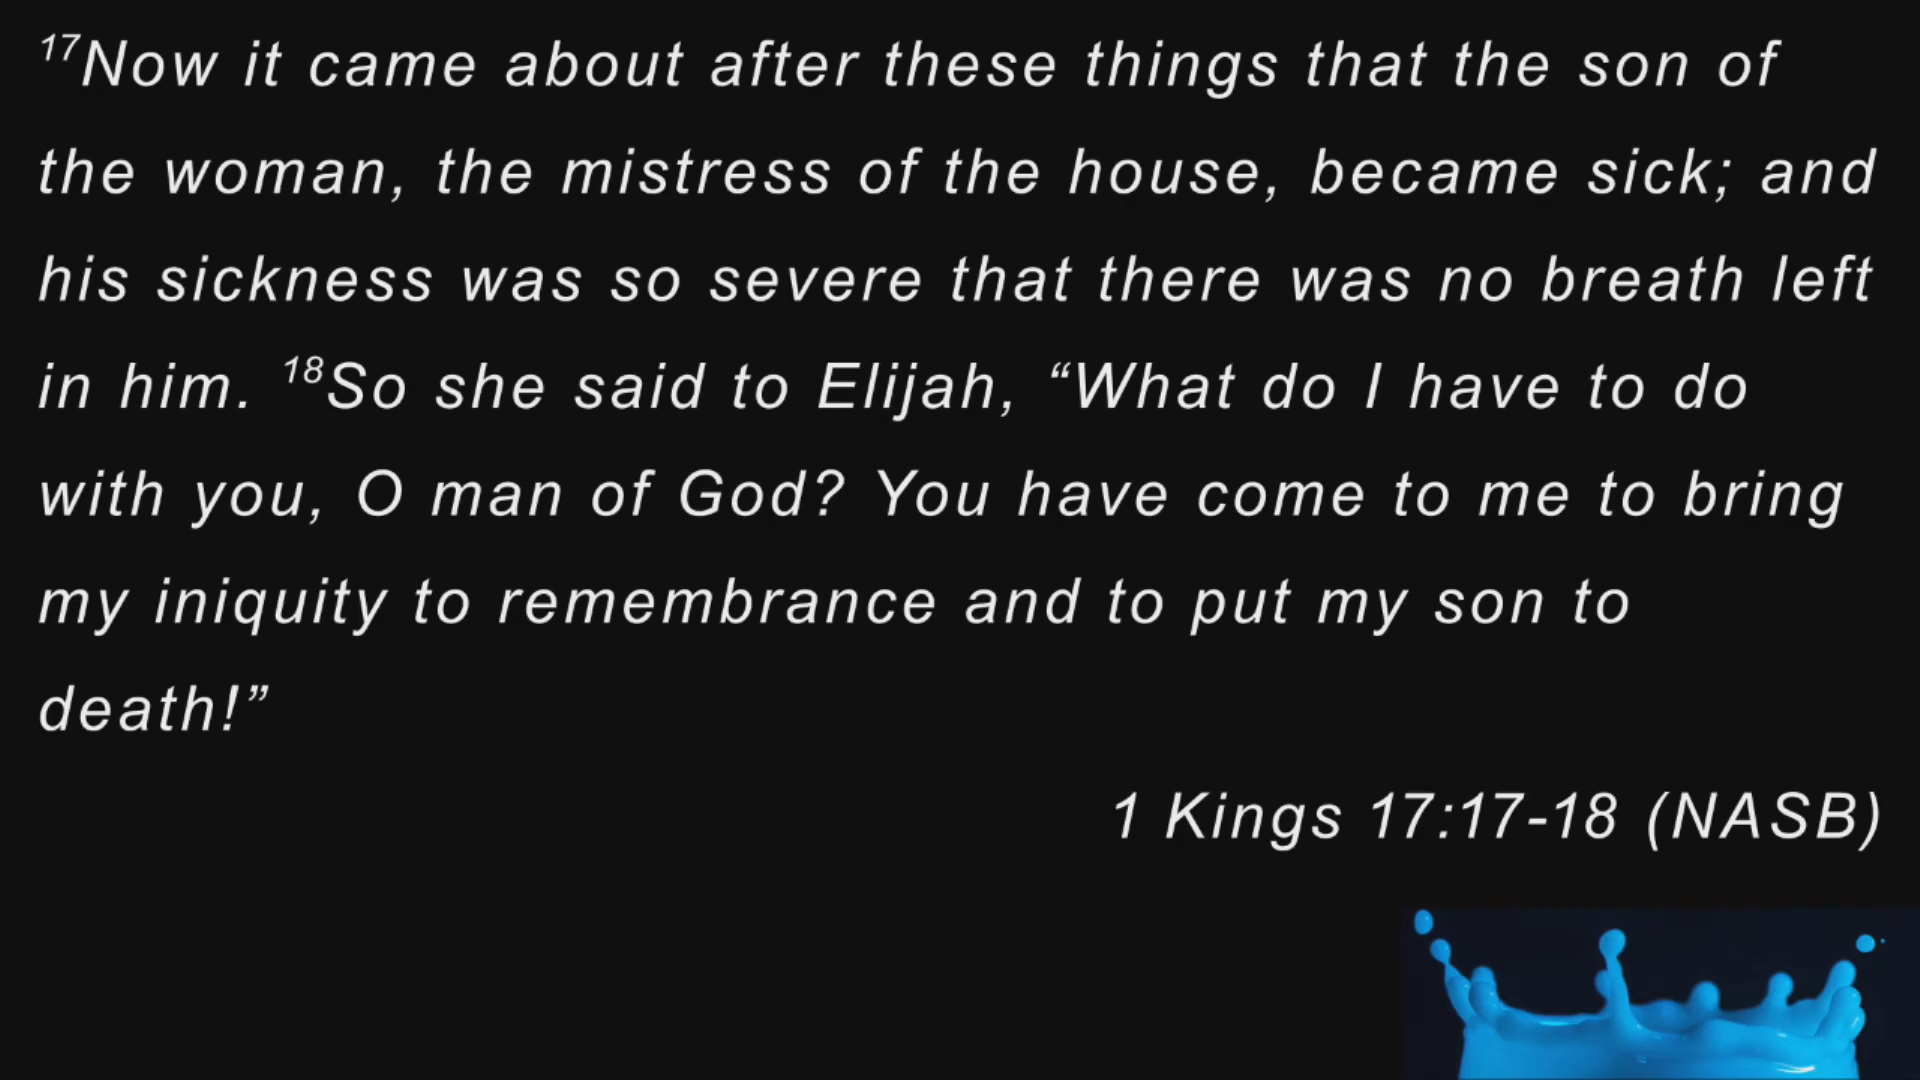 17Now it came about after these things that the son of
the woman, the mistress of the house, became sick; and
his sickness was so severe that there was no breath left
in him. 18So she said to Elijah, “What do I have to do
with you, O man of God? You have come to me to bring
my iniquity to remembrance and to put my son to
death!”
1 Kings 17:17-18 (NASB)